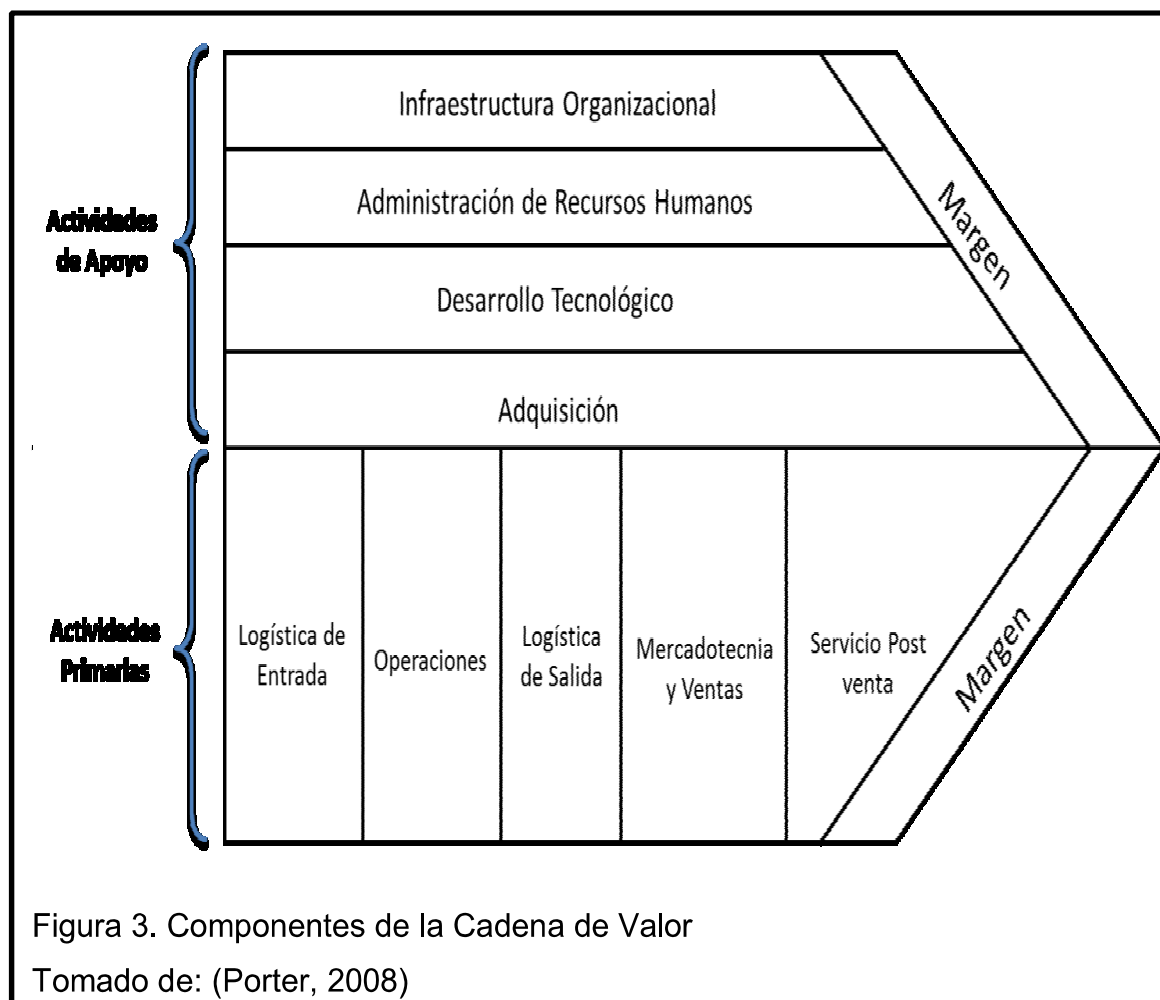 Infraestructura Organizacional
Administración de Recursos Humanos
Desarrollo Tecnológico
Adquisición
Margen
Actividades
de Apoyo
Actividades
Primarias
Logística de
Entrada
Operaciones
Logística
de Salida
Mercadotecnia
y Ventas
Servicio Post
venta
Margen
Figura 3. Componentes de la Cadena de Valor
Tomado de: (Porter, 2008)